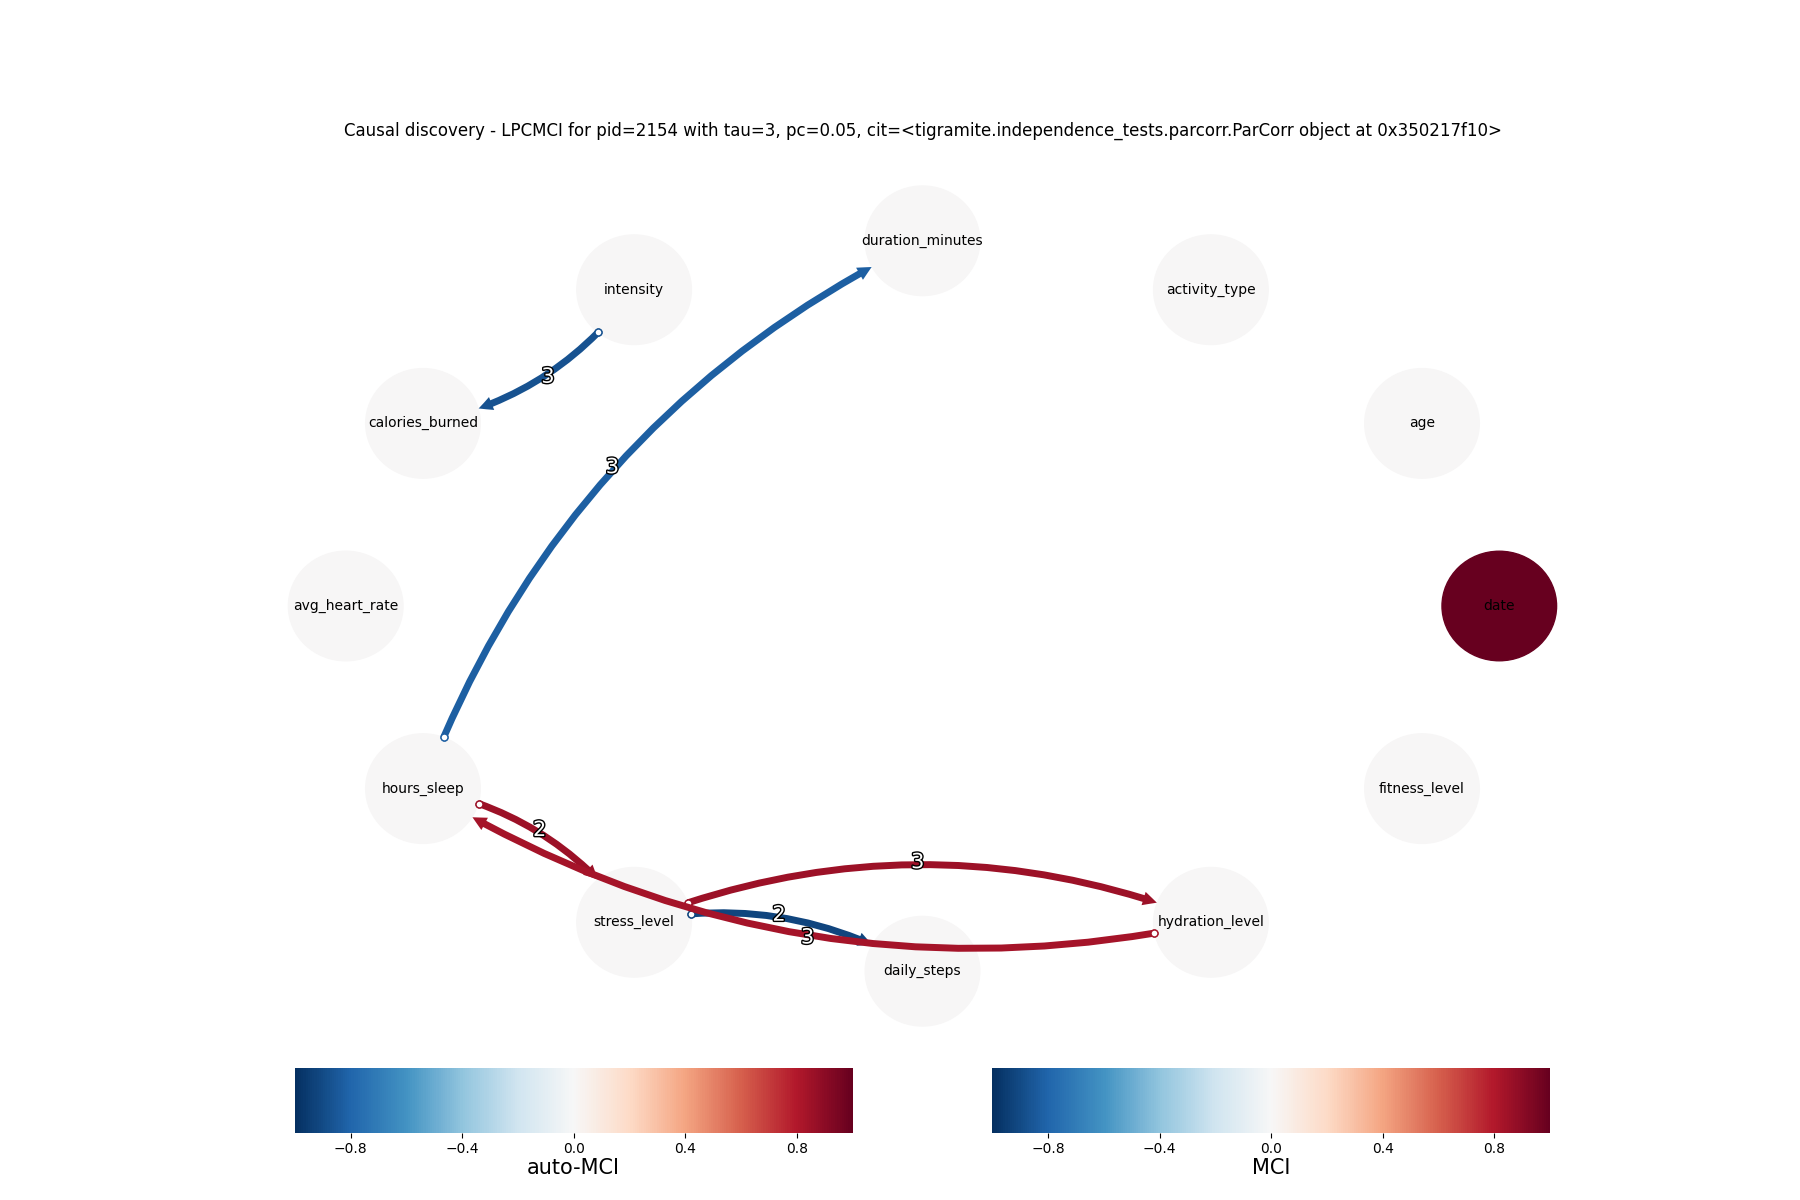 Causal discovery - LPCMCI for pid=2154 with tau=3, pc=0.05, cit=<tigramite.independence_tests.parcorr.ParCorr object at 0x350217f10>
duration_minutes
intensity
activity_type
3
calories_burned
age
3
avg_heart_rate
date
hours_sleep
fitness_level
2
3
stress_level
2
hydration_level
3
daily_steps
−0.8 −0.4 0.0 0.4 0.8
auto-MCI
−0.8 −0.4 0.0 0.4 0.8
MCI